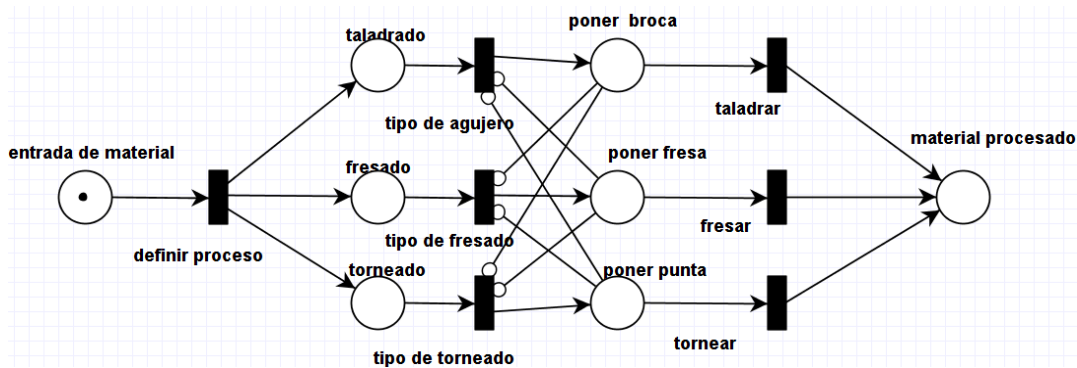 poner broca
taladrado
taladrar
tipo de agujero
material procesado
entrada de material
poner fresa
fresado
fresar
tipo de fresado
definir proceso
torneado
poner punta
tornear
tipo de torneado